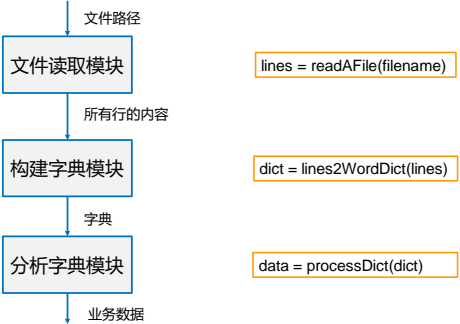 文件路径
文件读取模块
lines = readAFile(filename)
所有行的内容
构建字典模块
dict = lines2WordDict(lines)
字典
分析字典模块
data = processDict(dict)
业务数据